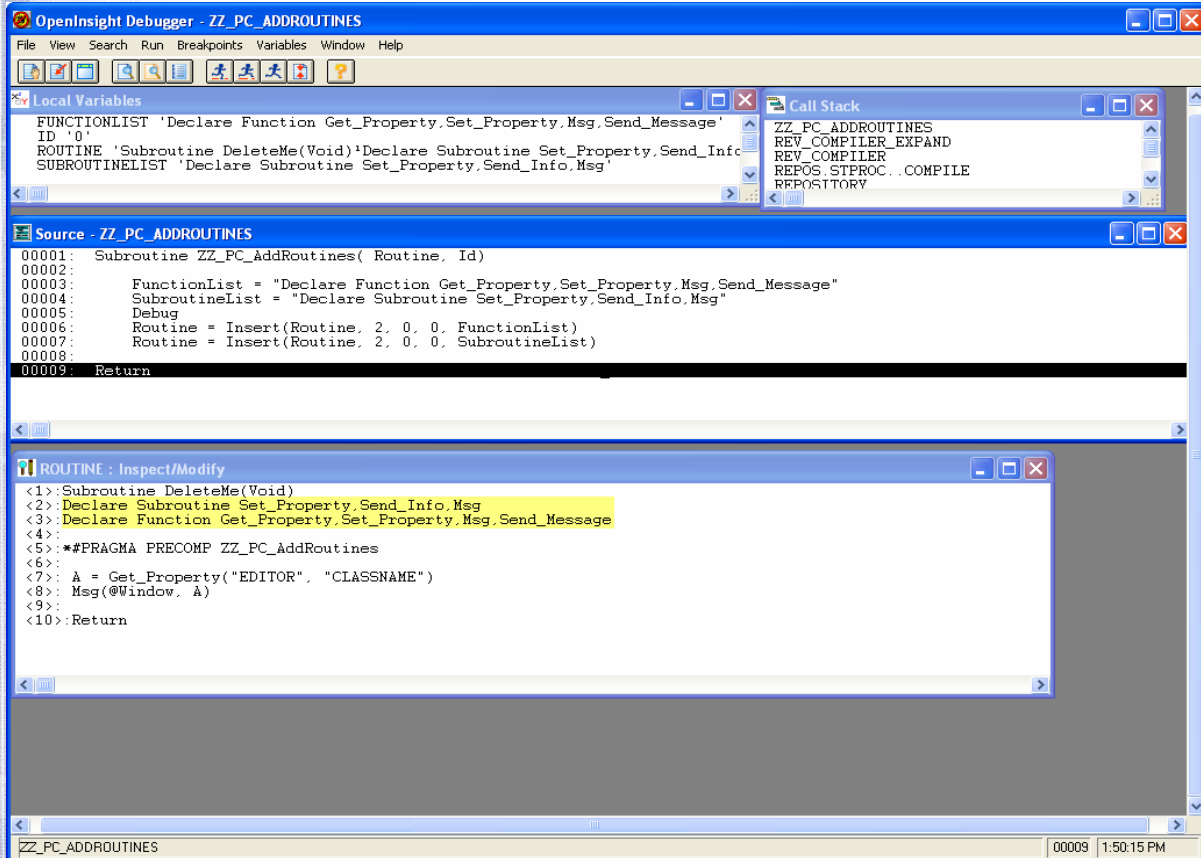 OpenInsight Debugger - ZZ_PC_ADDROUTINES
File View Search Run Breakpoints Variables Window Help
Local Variables
FUNCTIONLIST 'Declare Function Get_Property,Set_Property,Msg,Send_Message'
ID '0'
ROUTINE 'Subroutine DeleteMe(Void)¹Declare Subroutine Set_Property,Send_Info
SUBROUTINELIST 'Declare Subroutine Set_Property,Send_Info,Msg'
Call Stack
ZZ_PC_ADDROUTINES
REV_COMPILER_EXPAND
REV_COMPILER
REPOS.STPROC..COMPILE
REPOSITORY
Source - ZZ_PC_ADDROUTINES
00001: Subroutine ZZ_PC_AddRoutines( Routine, Id)
00002:
00003: FunctionList = "Declare Function Get_Property,Set_Property,Msg,Send_Message"
00004: SubroutineList = "Declare Subroutine Set_Property,Send_Info,Msg"
00005: Debug
00006: Routine = Insert(Routine, 2, 0, 0, FunctionList)
00007: Routine = Insert(Routine, 2, 0, 0, SubroutineList)
00008:
00009: Return
ROUTINE : Inspect/Modify
<1>:Subroutine DeleteMe(Void)
<2>:Declare Subroutine Set_Property,Send_Info,Msg
<3>:Declare Function Get_Property,Set_Property,Msg,Send_Message
<4>:
<5>:*#PRAGMA PRECOMP ZZ_PC_AddRoutines
<6>:
<7>: A = Get_Property("EDITOR", "CLASSNAME")
<8>: Msg(@Window, A)
<9>:
<10>:Return
ZZ_PC_ADDROUTINES 00009 1:50:15 PM